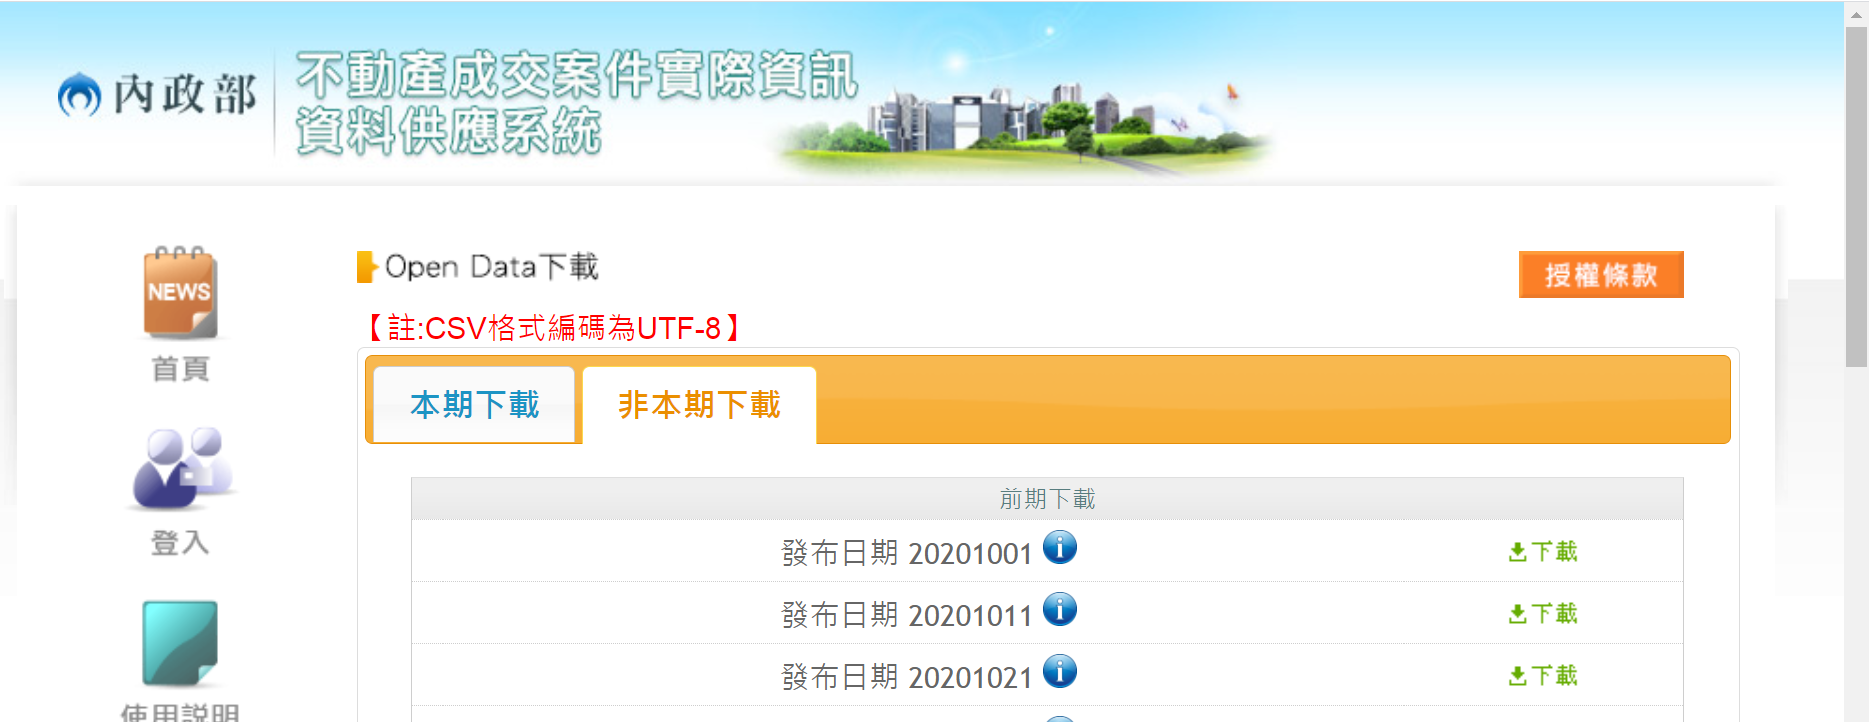 內政部
不動產成交案件實際資訊
資料供應系統
NEWS
首頁
登入
使用說明
Open Data下載
授權條款
【註:CSV格式編碼為UTF-8】
本期下載
非本期下載
前期下載
發布日期 20201001 下載
發布日期 20201011 下載
發布日期 20201021 下載